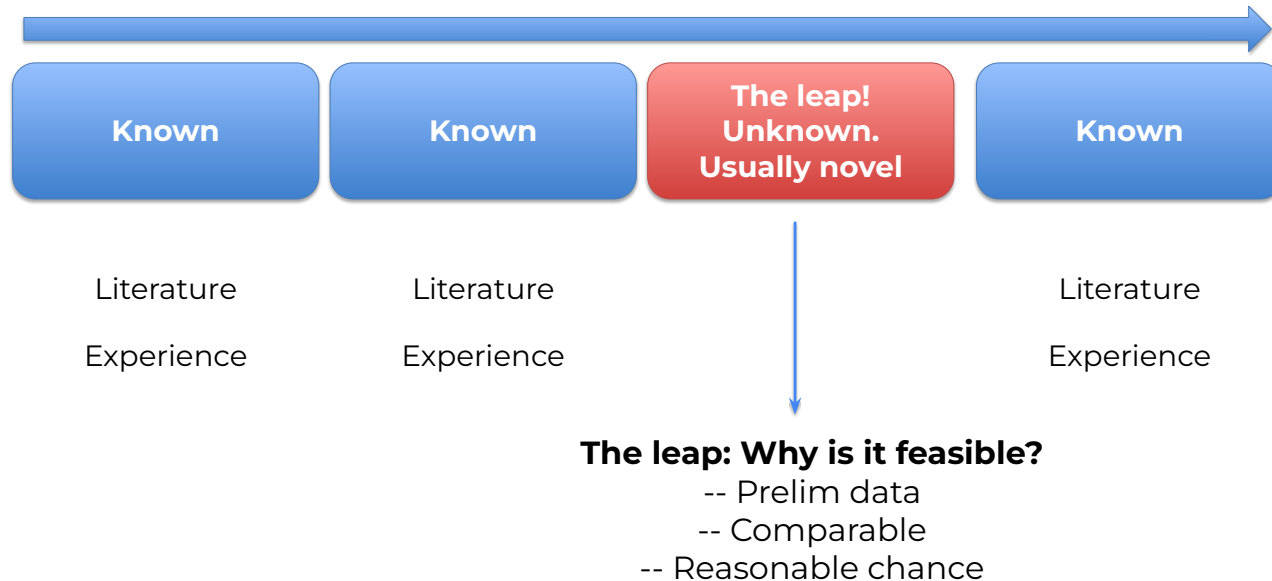 Known
Known
The leap!
Unknown.
Usually novel
Known
Literature
Experience
Literature
Experience
Literature
Experience
The leap: Why is it feasible?
-- Prelim data
-- Comparable
-- Reasonable chance